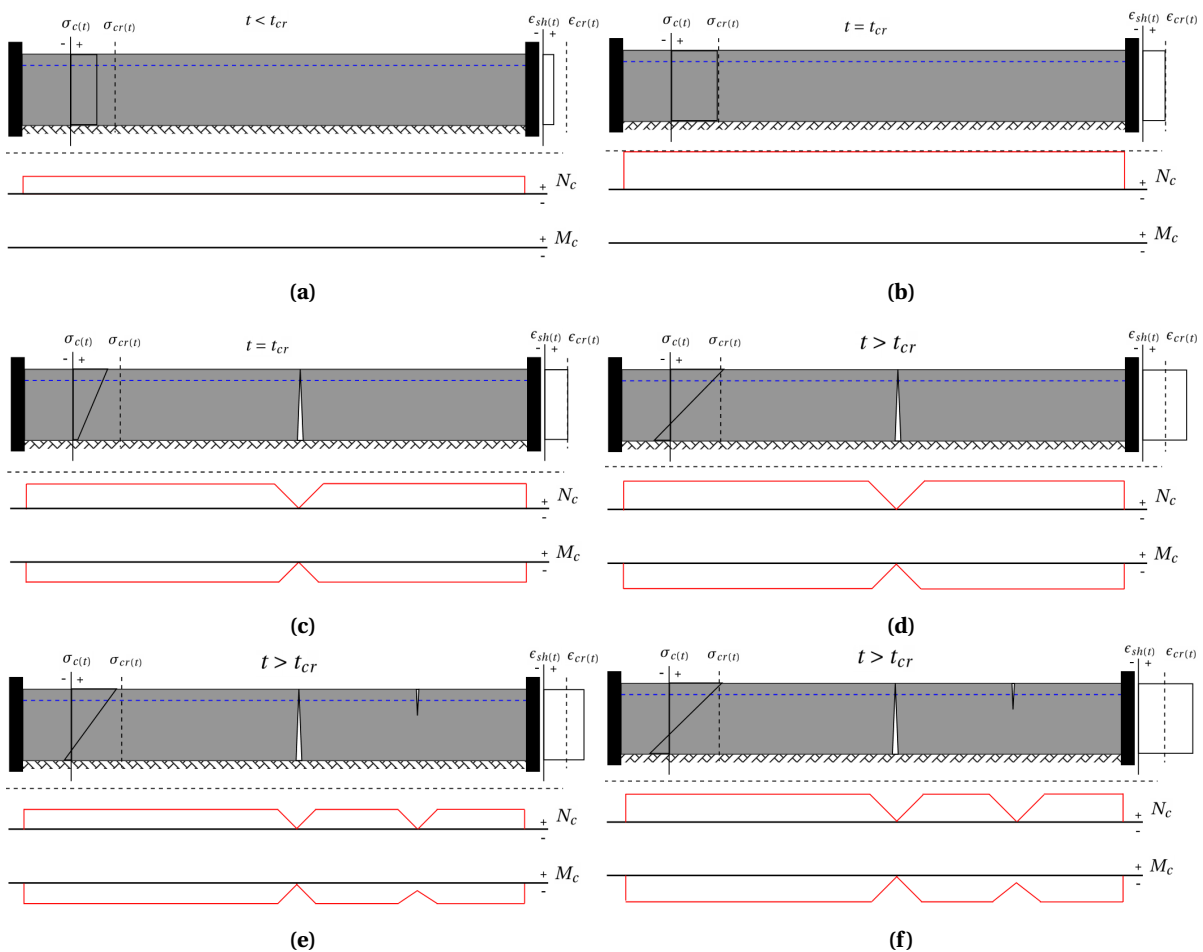 σc(t) t < tcr εsh(t) εcr(t)
- + σcr(t) - +
+ Nc
-
+ Mc
-
(a)
σc(t) t = tcr εsh(t) εcr(t)
- + σcr(t) - +
+ Nc
-
+ Mc
-
(b)
σc(t) σcr(t) t = tcr εsh(t) εcr(t)
- + - +
+ Nc
-
+ Mc
-
(c)
σc(t) σcr(t) t > tcr εsh(t) εcr(t)
- + - +
+ Nc
-
+ Mc
-
(d)
σc(t) σcr(t) t > tcr εsh(t) εcr(t)
- + - +
+ Nc
-
+ Mc
-
(e)
σc(t) σcr(t) t > tcr εsh(t) εcr(t)
- + - +
+ Nc
-
+ Mc
-
(f)